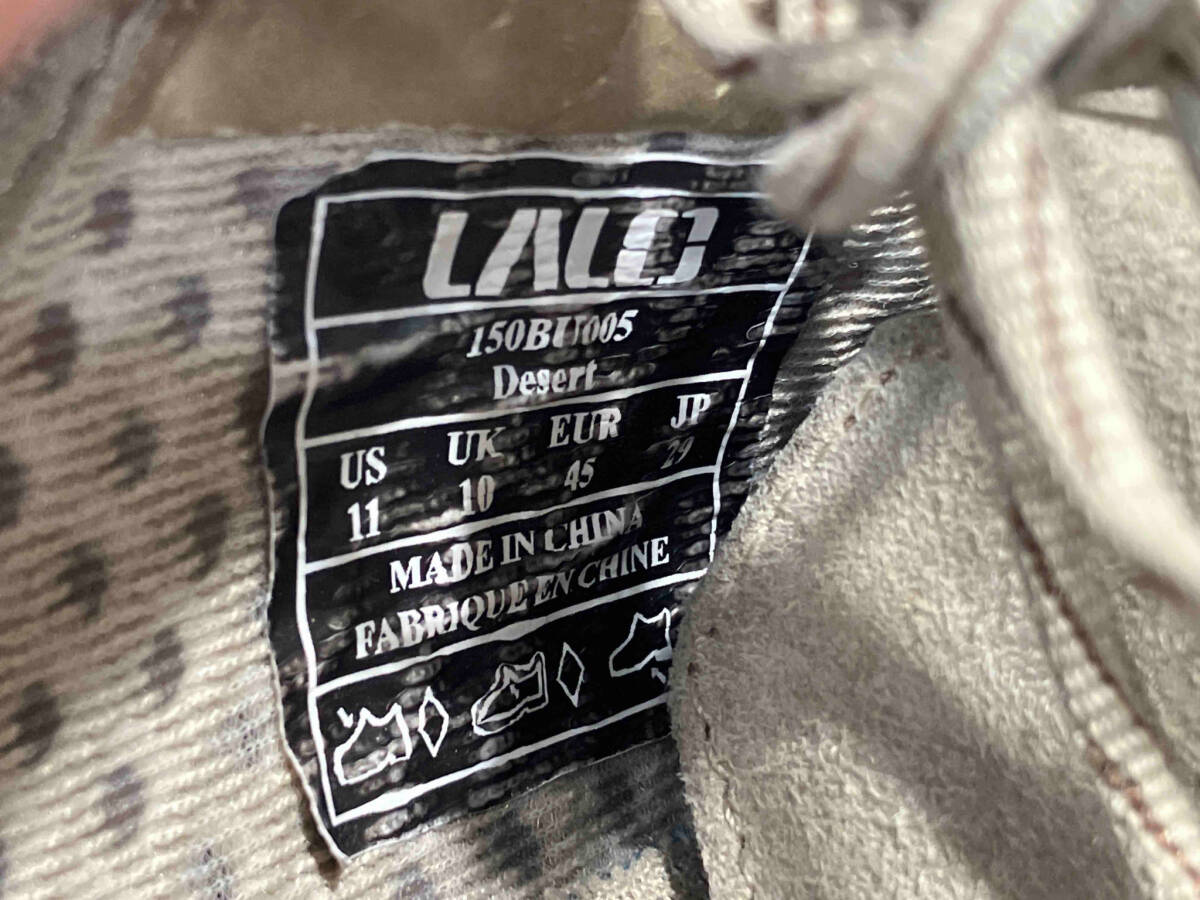 LALO
150BU005
Desert
US UK EUR JP
11 10 45 29
MADE IN CHINA
FABRIQUE EN CHINE